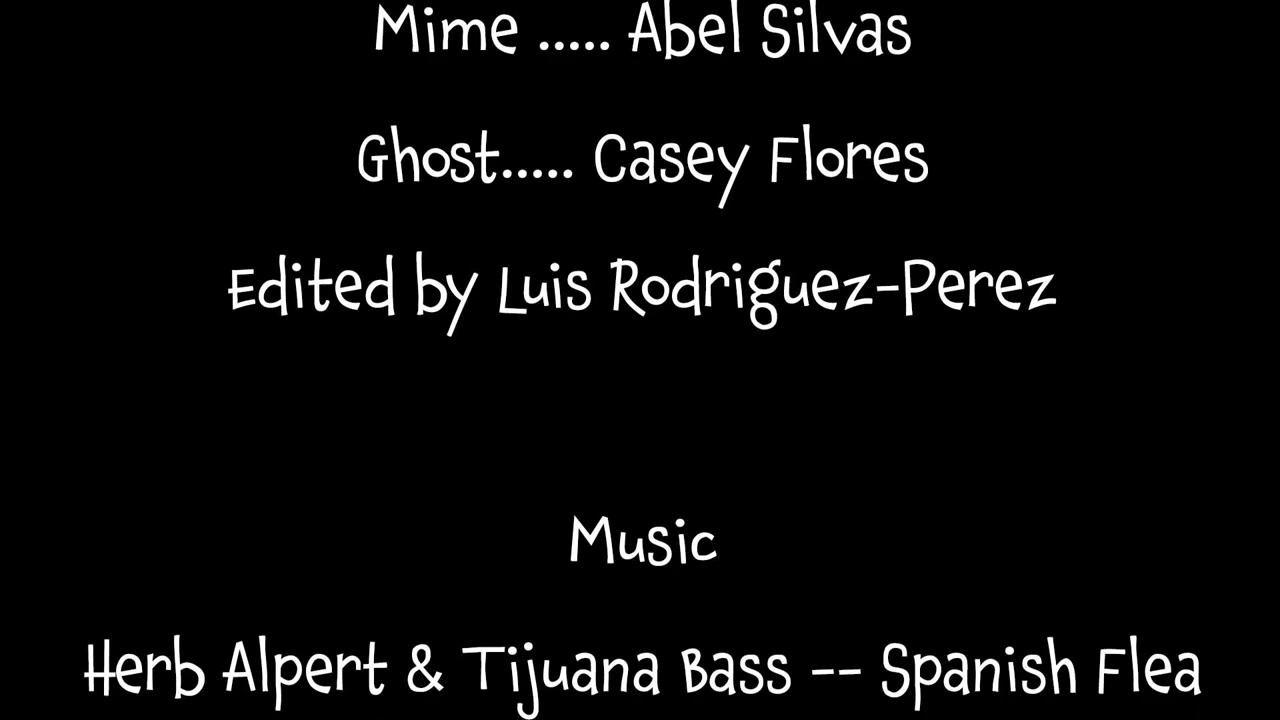 Mime ..... Abel Silvas
Ghost..... Casey Flores
Edited by Luis Rodriguez-Perez
Music
Herb Alpert & Tijuana Bass -- Spanish Flea